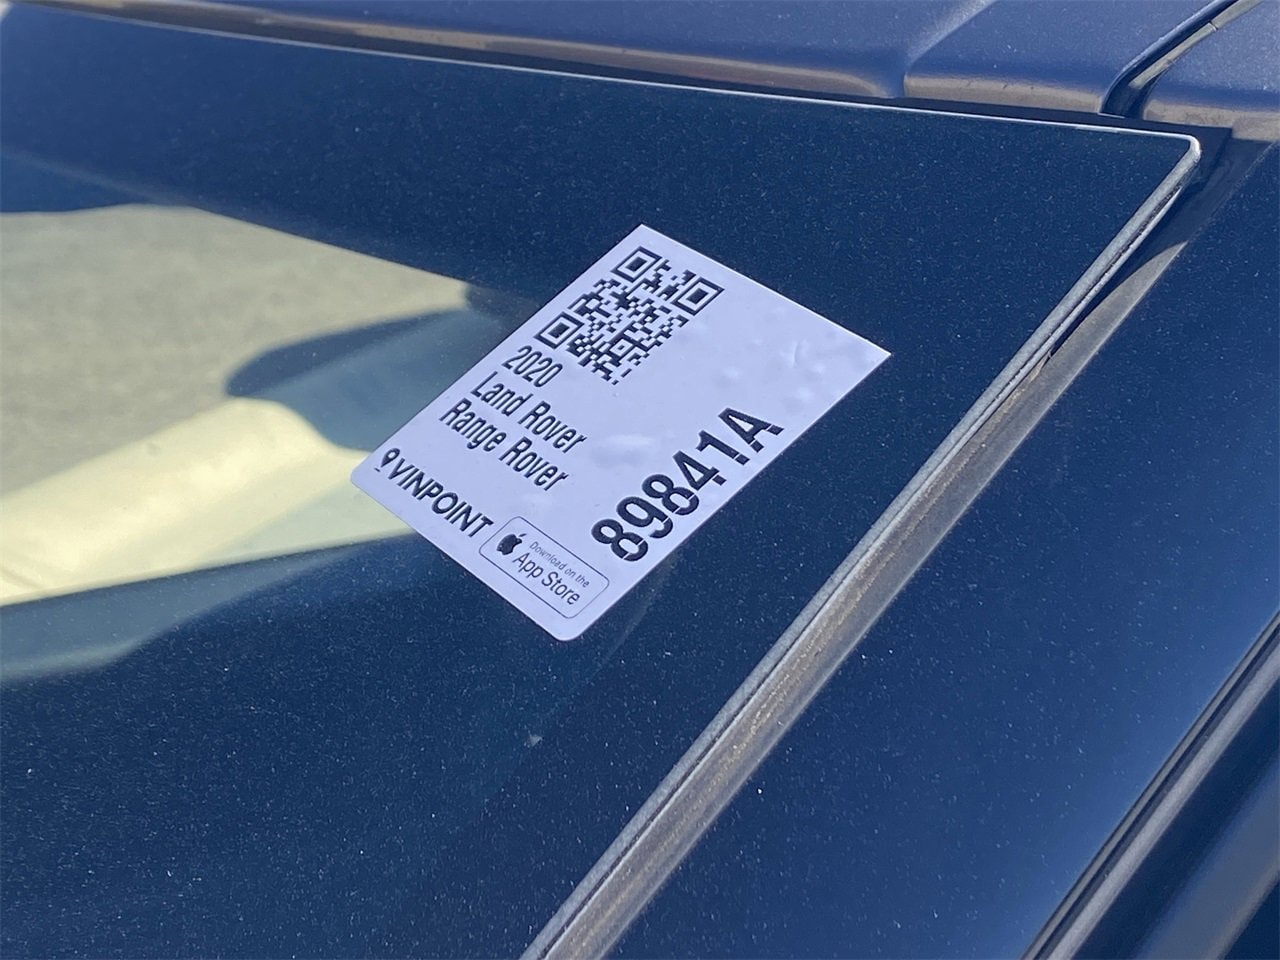 2020
Land Rover
Range Rover
89841A
VINPOINT
Download on the
App Store